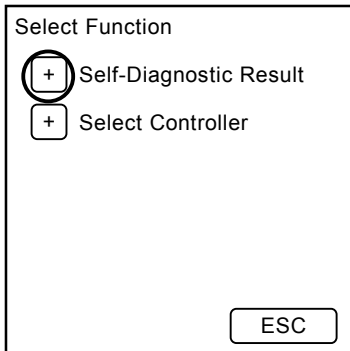 Select Function
+ Self-Diagnostic Result
+ Select Controller
ESC